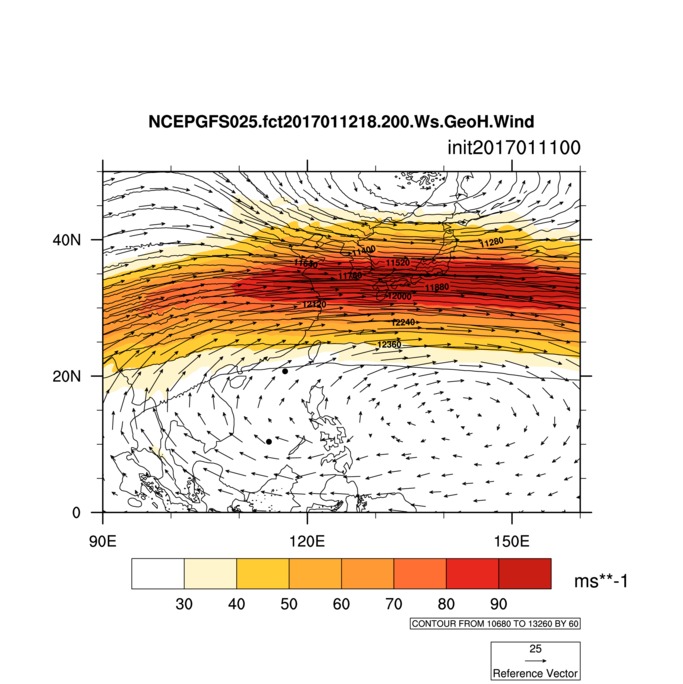 NCEPGFS025.fct2017011218.200.Ws.GeoH.Wind
init2017011100
40N
11280
11400
11640
11520
11760
11880
12000
12120
12240
12360
20N
0
90E 120E 150E
ms**-1
30 40 50 60 70 80 90
CONTOUR FROM 10680 TO 13260 BY 60
25
Reference Vector